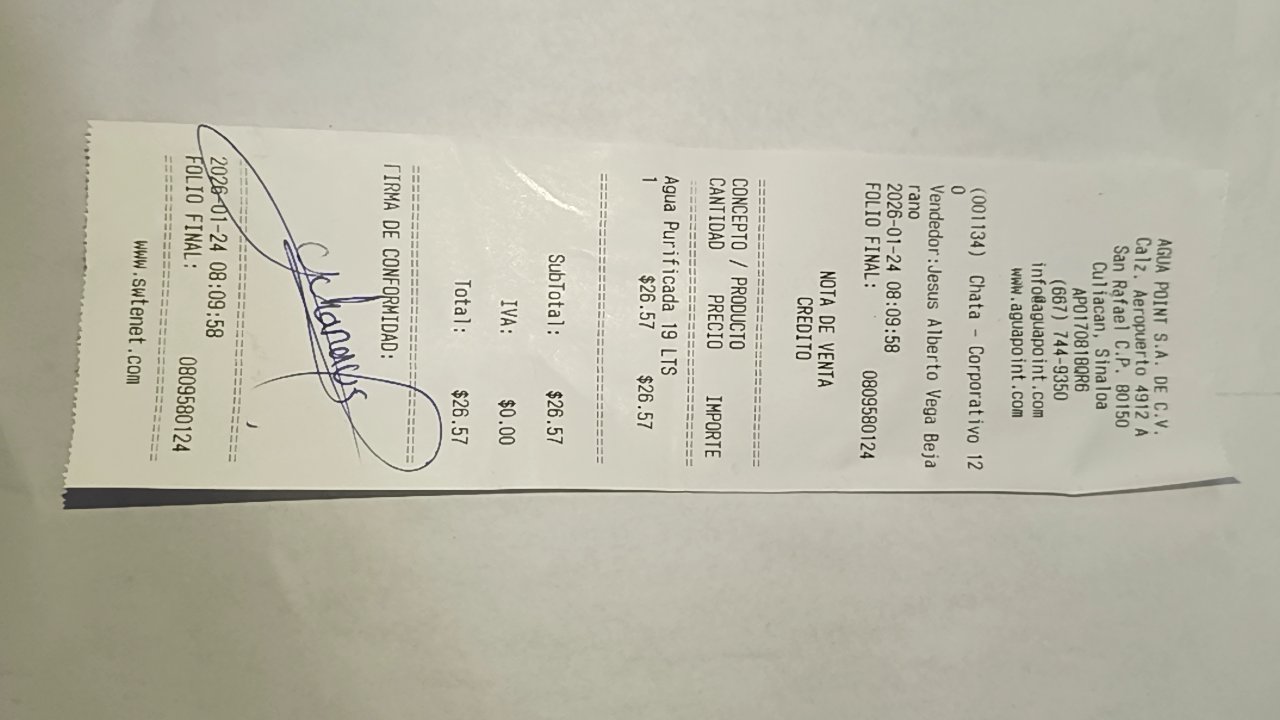 AGUA POINT S.A. DE C.V.
Calz. Aeropuerto 4912 A
San Rafael C.P. 80150
Culiacan, Sinaloa
APO170818QR6
(667) 744-9350
info@aguapoint.com
www.aguapoint.com
(001134) Chata - Corporativo 12
0
Vendedor:Jesus Alberto Vega Beja
rano
2026-01-24 08:09:58
FOLIO FINAL: 0809580124
NOTA DE VENTA
CREDITO
===============================
CONCEPTO / PRODUCTO
CANTIDAD PRECIO IMPORTE
===============================
Agua Purificada 19 LTS
1 $26.57 $26.57
===============================
SubTotal: $26.57
IVA: $0.00
Total: $26.57
===============================
FIRMA DE CONFORMIDAD:
===============================
2026-01-24 08:09:58
FOLIO FINAL: 0809580124
===============================
www.swtenet.com